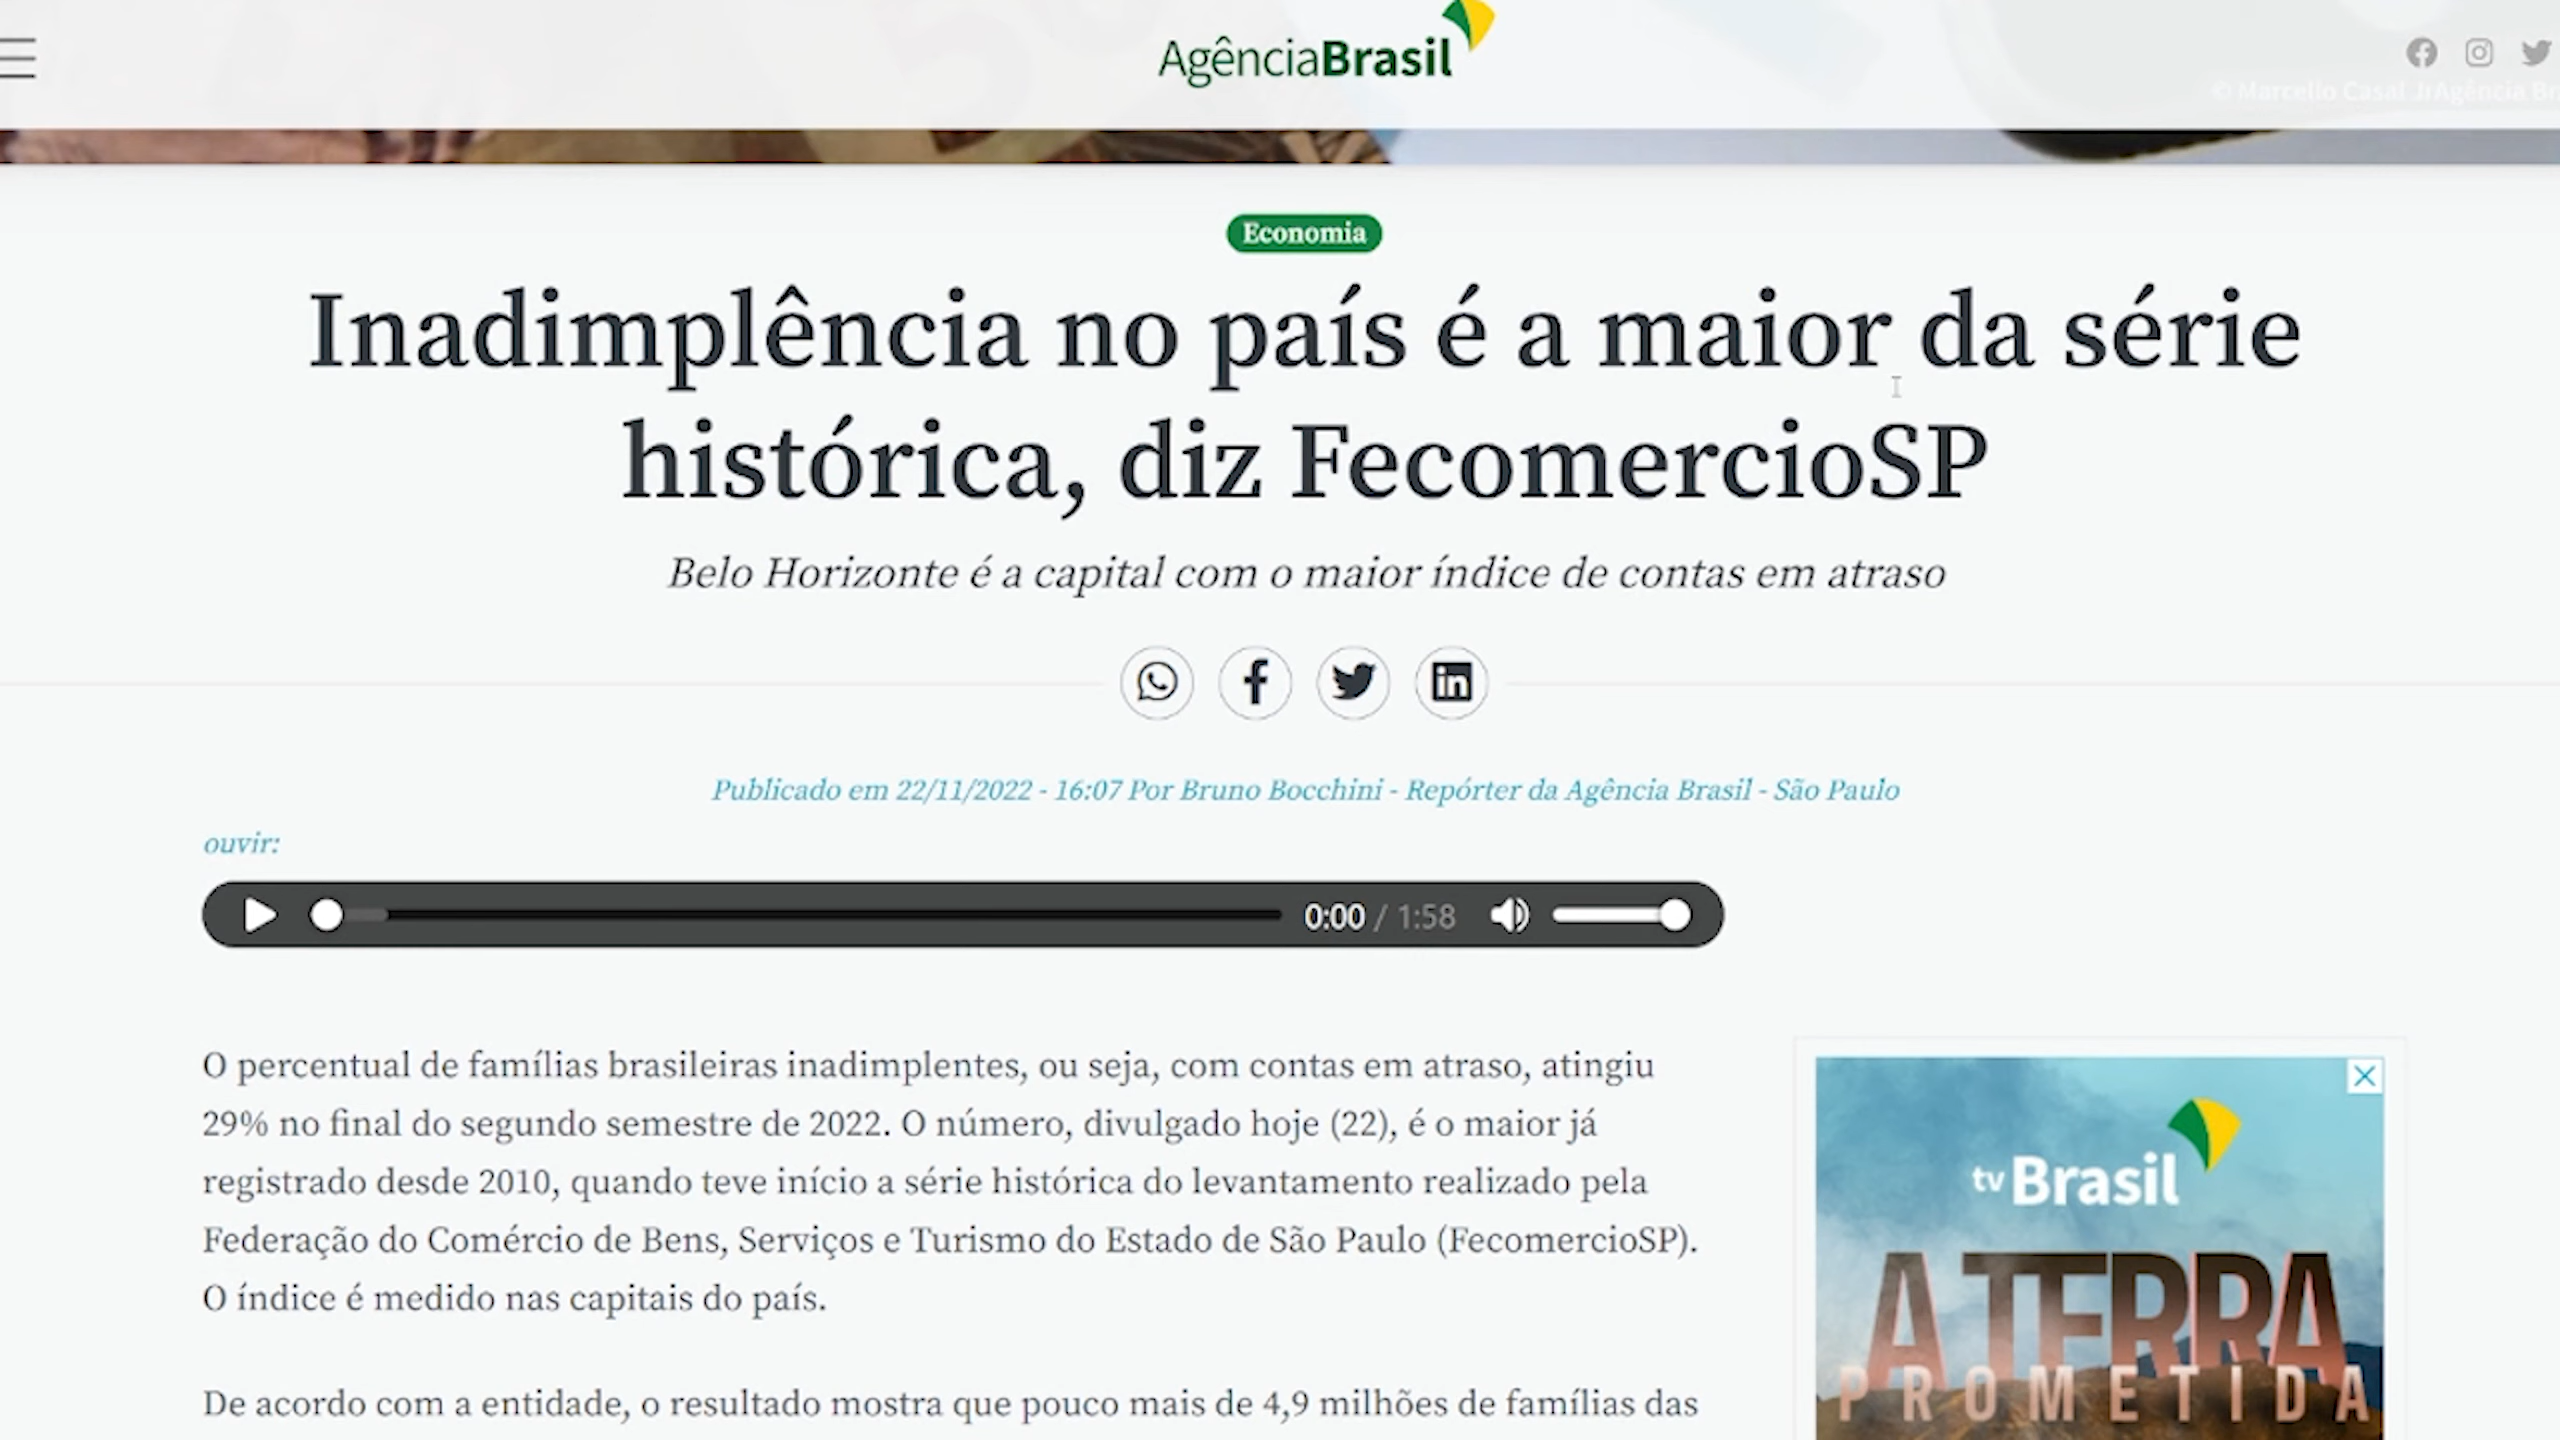 AgênciaBrasil
© Marcello Casal JrAgência Br
Economia
Inadimplência no país é a maior da série
histórica, diz FecomercioSP
Belo Horizonte é a capital com o maior índice de contas em atraso
Publicado em 22/11/2022 - 16:07 Por Bruno Bocchini - Repórter da Agência Brasil - São Paulo
ouvir:
0:00 / 1:58
O percentual de famílias brasileiras inadimplentes, ou seja, com contas em atraso, atingiu
29% no final do segundo semestre de 2022. O número, divulgado hoje (22), é o maior já
registrado desde 2010, quando teve início a série histórica do levantamento realizado pela
Federação do Comércio de Bens, Serviços e Turismo do Estado de São Paulo (FecomercioSP).
O índice é medido nas capitais do país.
De acordo com a entidade, o resultado mostra que pouco mais de 4,9 milhões de famílias das
tv Brasil
A TERRA
PROMETIDA